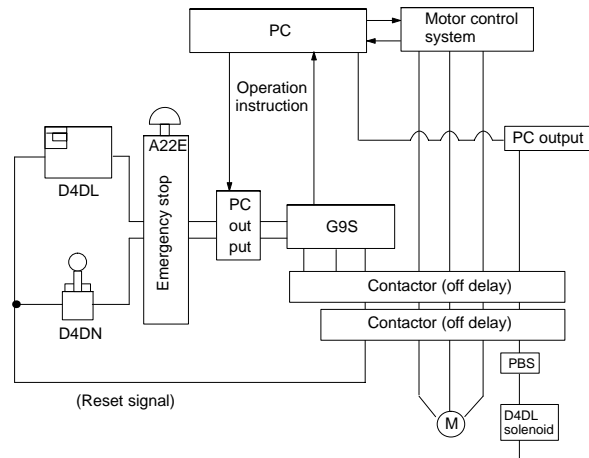 PC
Motor control
system
Operation
instruction
A22E
PC output
D4DL
Emergency stop
PC
out
put
G9S
Contactor (off delay)
D4DN
Contactor (off delay)
PBS
(Reset signal)
M
D4DL
solenoid